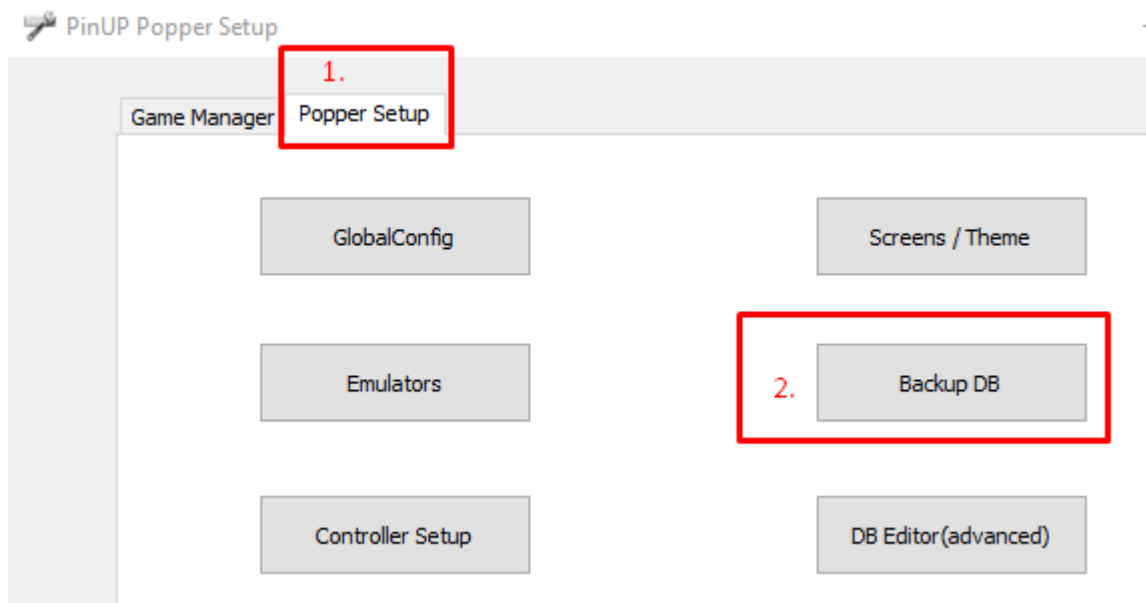 PinUP Popper Setup
1.
Game Manager Popper Setup
GlobalConfig Screens / Theme
Emulators 2. Backup DB
Controller Setup DB Editor(advanced)